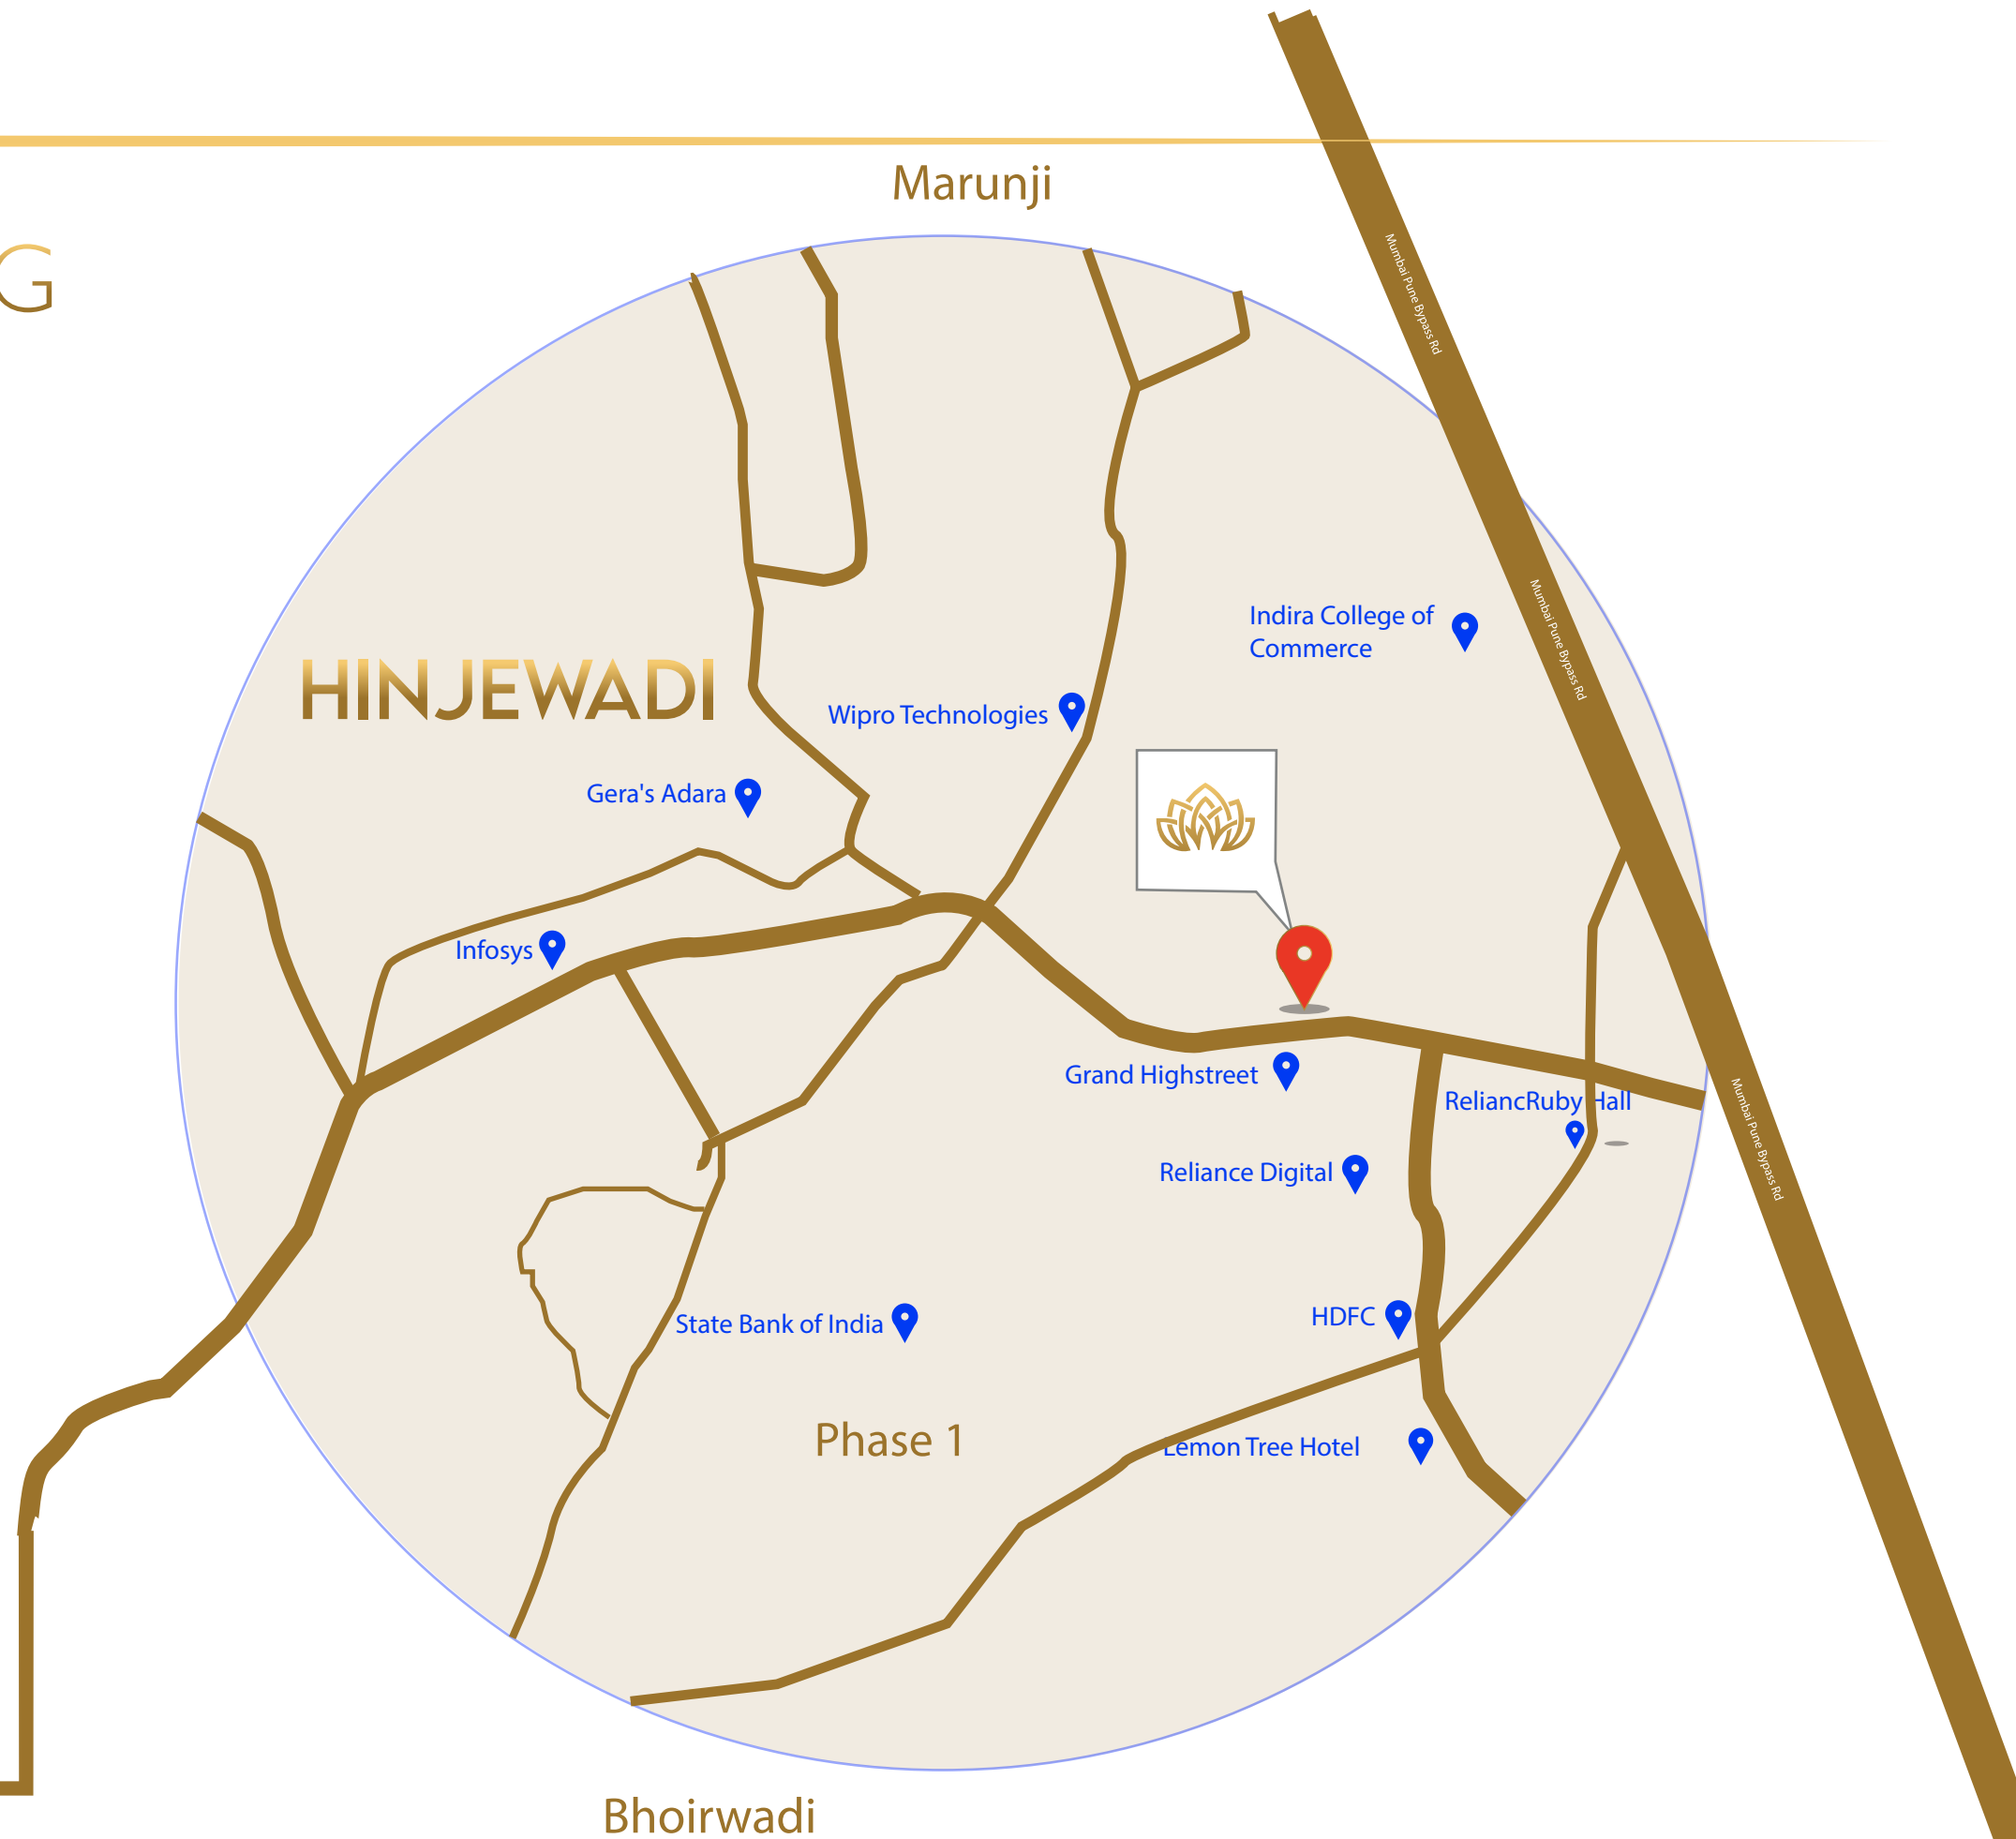 Marunji
G
Mumbai Pune Bypass Rd
Indira College of
Commerce
Mumbai Pune Bypass Rd
HINJEWADI
Wipro Technologies
Gera's Adara
Infosys
Grand Highstreet
ReliancRuby Hall
Mumbai Pune Bypass Rd
Reliance Digital
State Bank of India
HDFC
Phase 1
Lemon Tree Hotel
Bhoirwadi